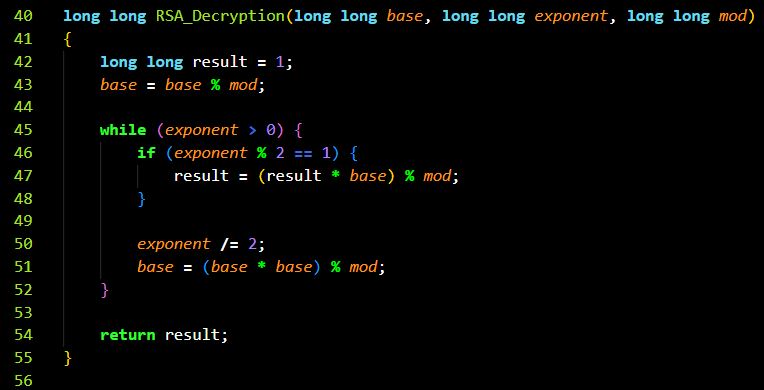 40 long long RSA_Decryption(long long base, long long exponent, long long mod)
41 {
42     long long result = 1;
43     base = base % mod;
44
45     while (exponent > 0) {
46         if (exponent % 2 == 1) {
47             result = (result * base) % mod;
48         }
49
50         exponent /= 2;
51         base = (base * base) % mod;
52     }
53
54     return result;
55 }
56